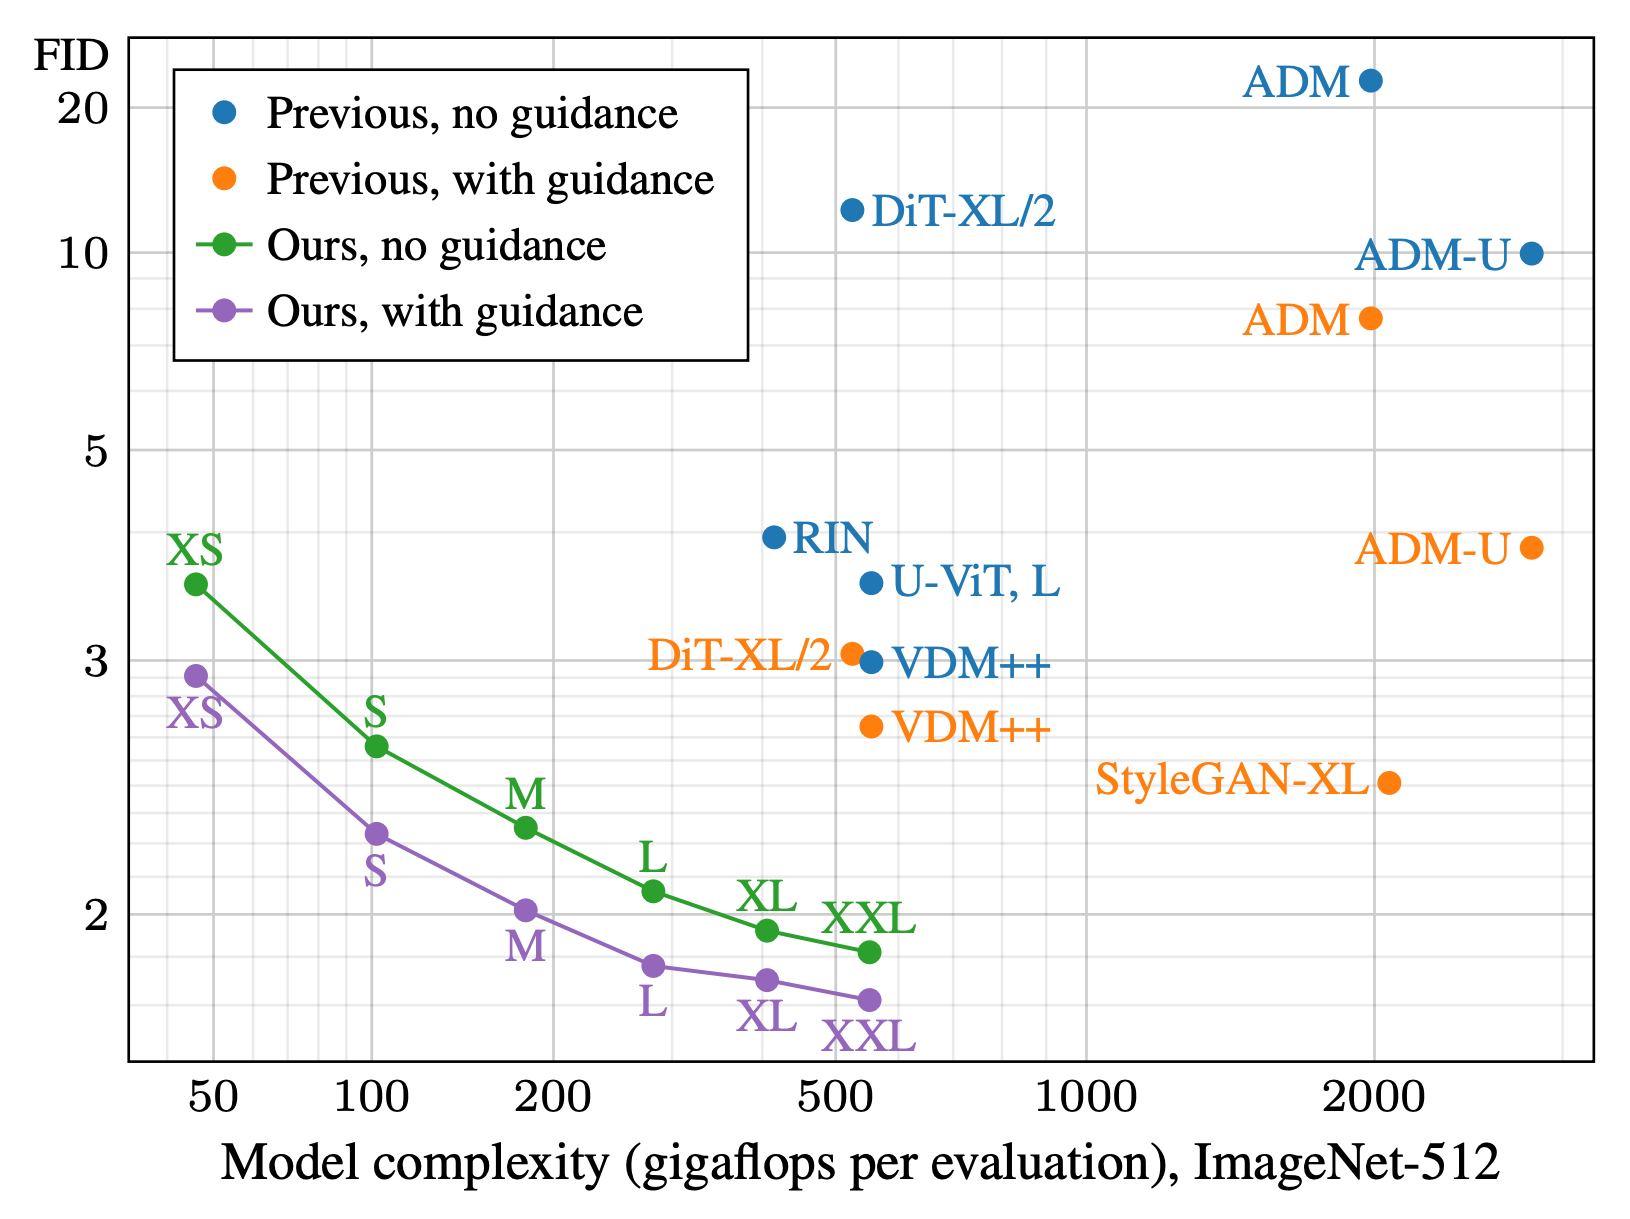 FID
20
10
5
3
2
Previous, no guidance
Previous, with guidance
Ours, no guidance
Ours, with guidance
ADM
DiT-XL/2
ADM-U
ADM
RIN
ADM-U
U-ViT, L
DiT-XL/2
VDM++
VDM++
StyleGAN-XL
XS
S
M
L
XL
XXL
XS
S
M
L
XL
XXL
50 100 200 500 1000 2000
Model complexity (gigaflops per evaluation), ImageNet-512